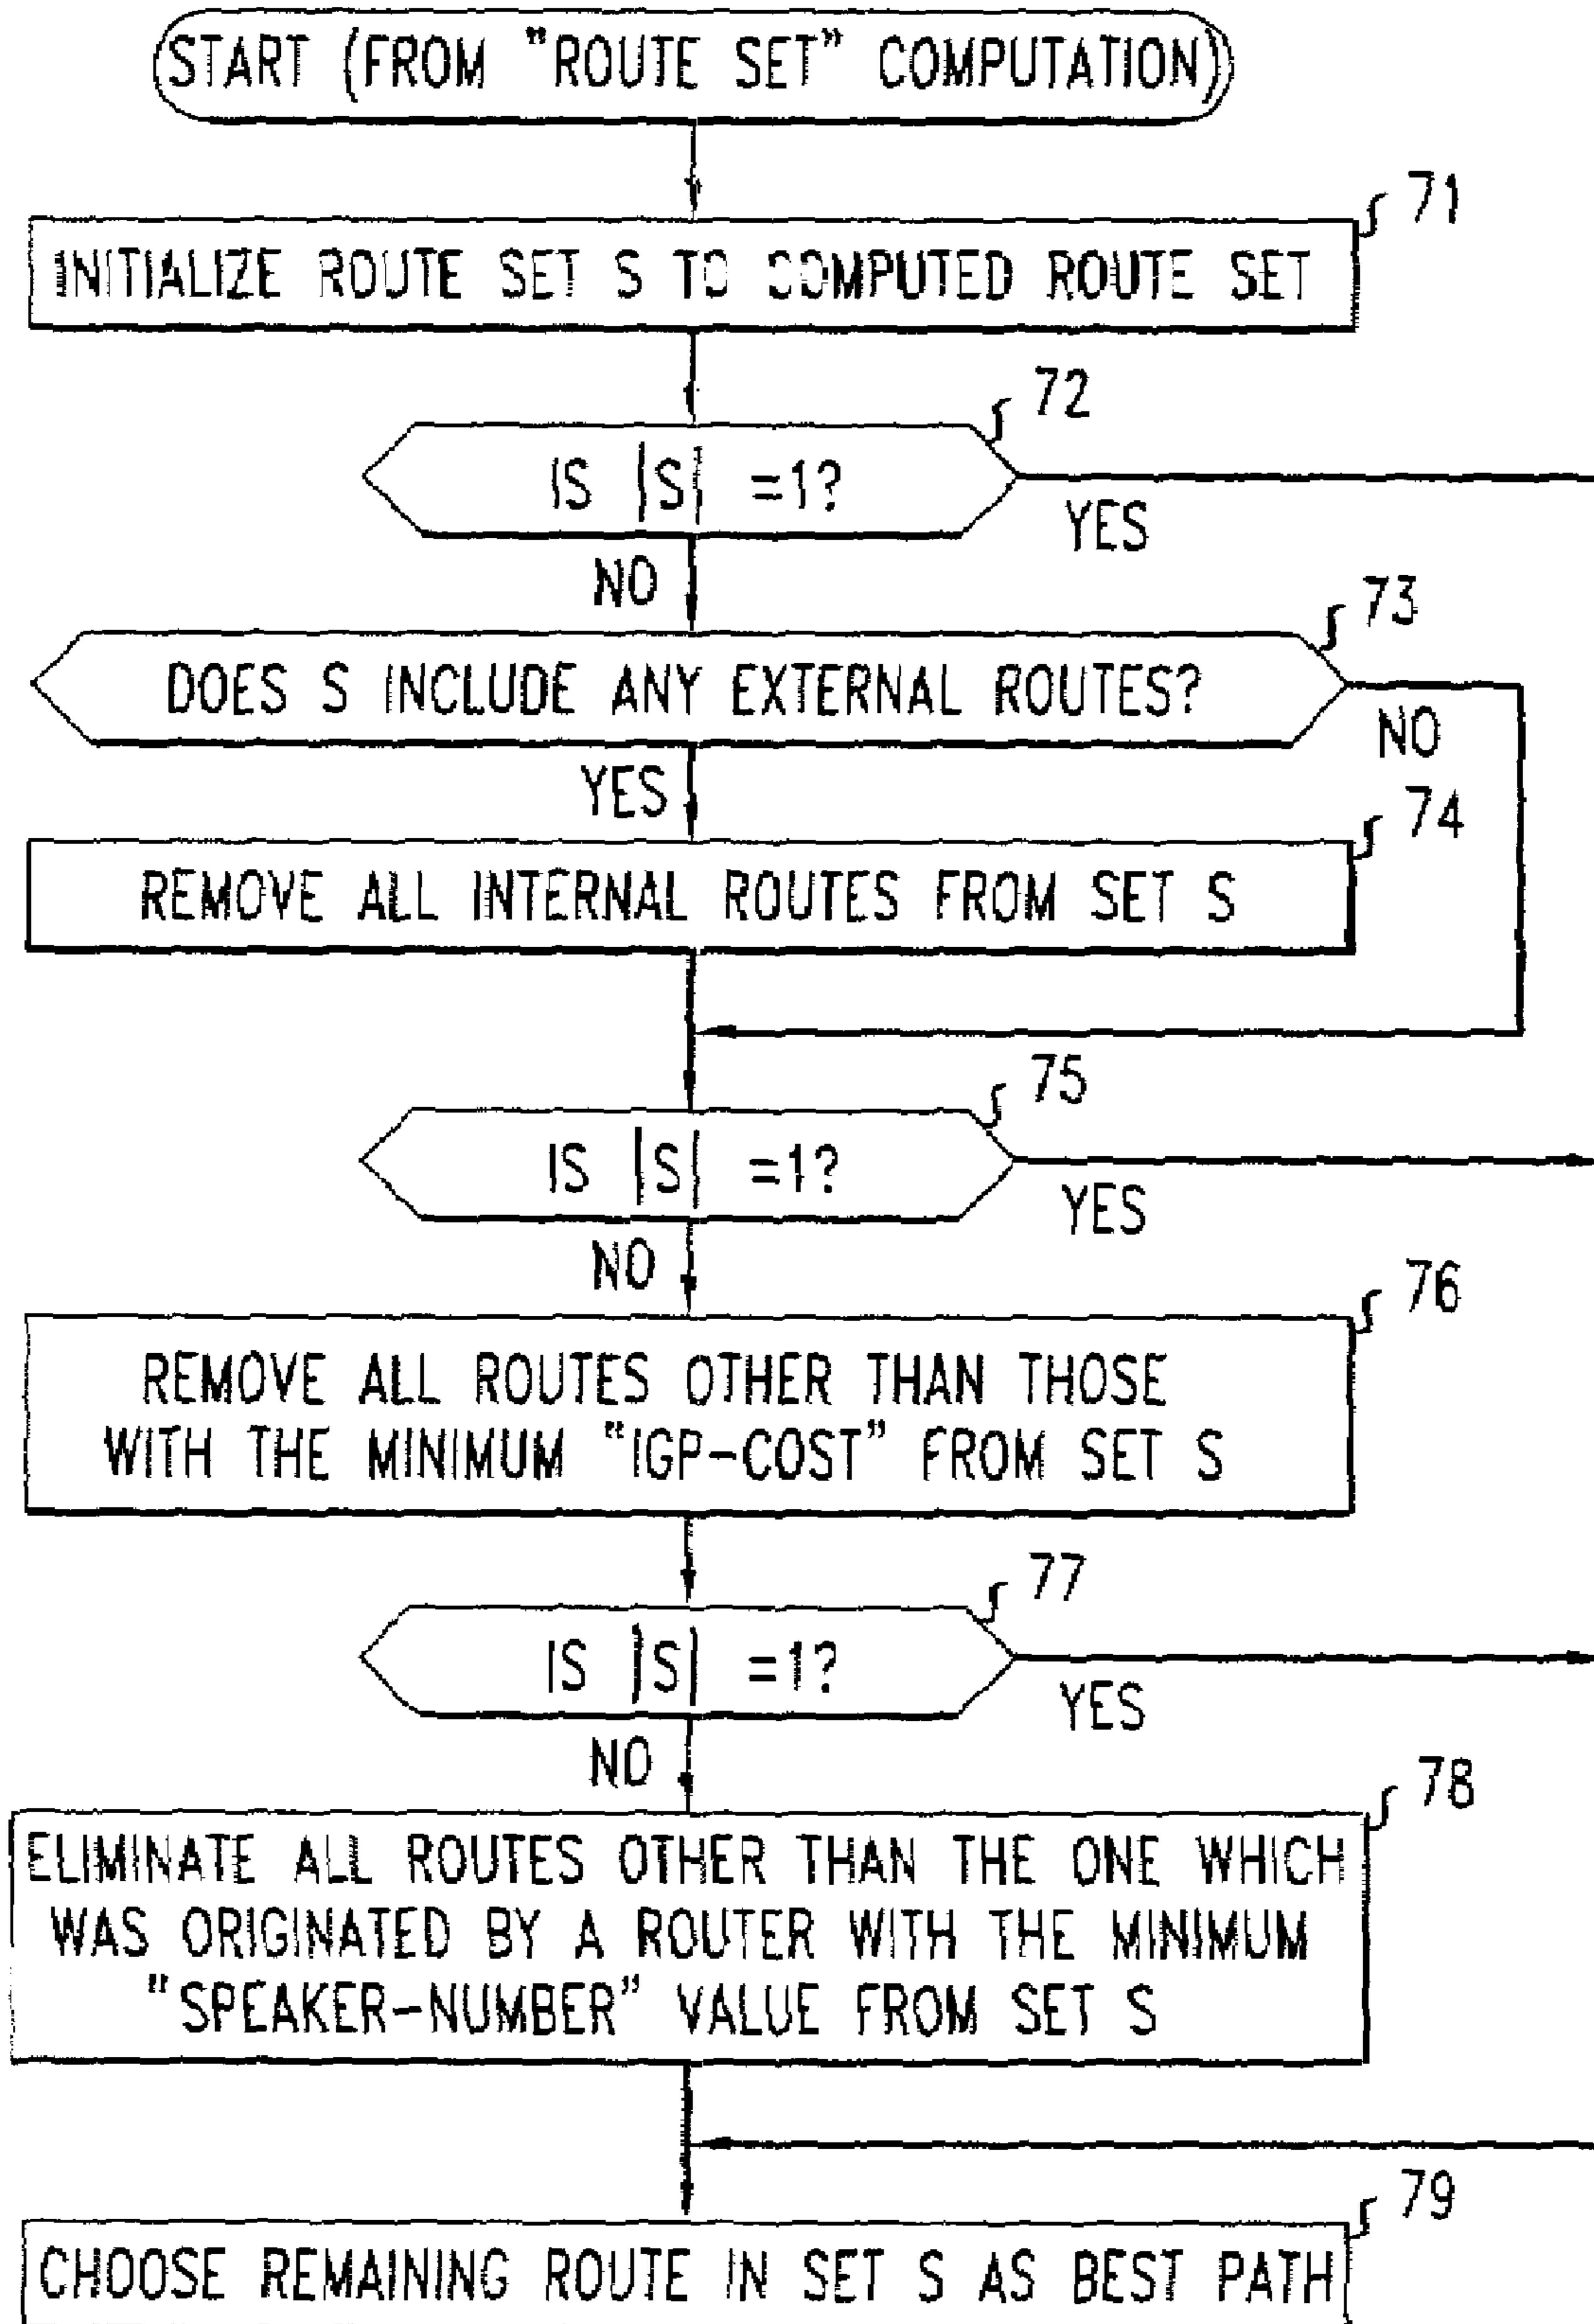 START (FROM "ROUTE SET" COMPUTATION)
71
INITIALIZE ROUTE SET S TO COMPUTED ROUTE SET
72
IS |S| =1?
YES
NO
73
DOES S INCLUDE ANY EXTERNAL ROUTES?
NO
YES
74
REMOVE ALL INTERNAL ROUTES FROM SET S
75
IS |S| =1?
YES
NO
76
REMOVE ALL ROUTES OTHER THAN THOSE
WITH THE MINIMUM "IGP-COST" FROM SET S
77
IS |S| =1?
YES
NO
78
ELIMINATE ALL ROUTES OTHER THAN THE ONE WHICH
WAS ORIGINATED BY A ROUTER WITH THE MINIMUM
"SPEAKER-NUMBER" VALUE FROM SET S
79
CHOOSE REMAINING ROUTE IN SET S AS BEST PATH